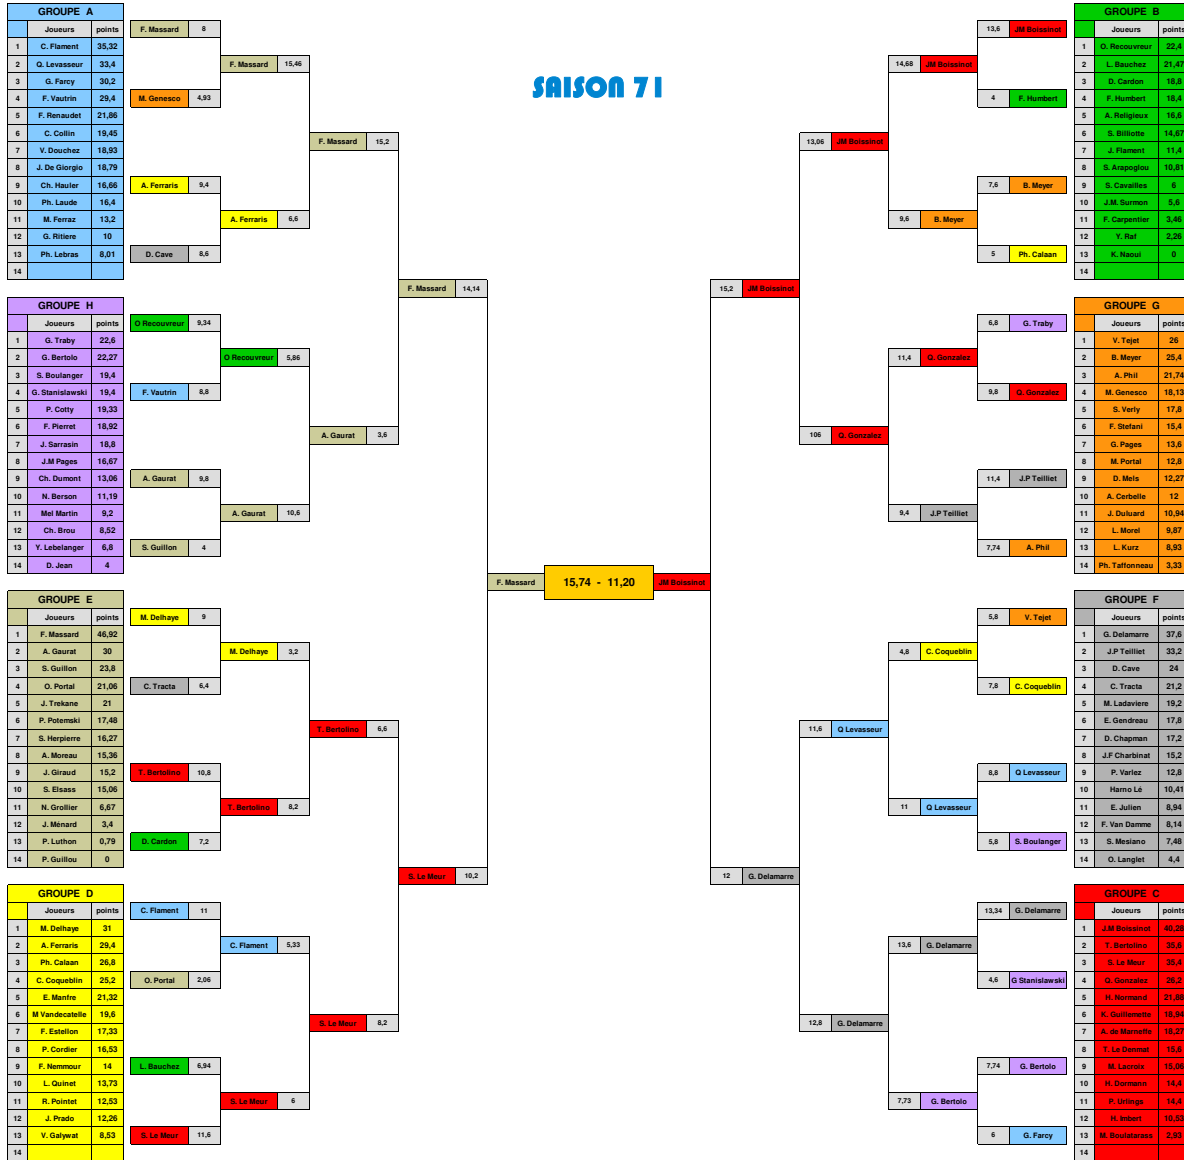 SAISON 71
GROUPE A
Joueurs points
1 C. Flament 35,32
2 Q. Levasseur 33,4
3 G. Farcy 30,2
4 F. Vautrin 29,4
5 F. Renaudet 21,86
6 C. Collin 19,45
7 V. Douchez 18,93
8 J. De Giorgio 18,79
9 Ch. Hauler 16,66
10 Ph. Laude 16,4
11 M. Ferraz 13,2
12 G. Ritiere 10
13 Ph. Lebras 8,01
14
GROUPE H
Joueurs points
1 G. Traby 22,6
2 G. Bertolo 22,27
3 S. Boulanger 19,4
4 G. Stanislawski 19,4
5 P. Cotty 19,33
6 F. Pierret 18,92
7 J. Sarrasin 18,8
8 J.M Pages 16,67
9 Ch. Dumont 13,06
10 N. Berson 11,19
11 Mel Martin 9,2
12 Ch. Brou 8,52
13 Y. Lebelanger 6,8
14 D. Jean 4
GROUPE E
Joueurs points
1 F. Massard 46,92
2 A. Gaurat 30
3 S. Guillon 23,8
4 O. Portal 21,06
5 J. Trekane 21
6 P. Potemski 17,48
7 S. Herpierre 16,27
8 A. Moreau 15,36
9 J. Giraud 15,2
10 S. Elsass 15,06
11 N. Grollier 6,67
12 J. Ménard 3,4
13 P. Luthon 0,79
14 P. Guillou 0
GROUPE D
Joueurs points
1 M. Delhaye 31
2 A. Ferraris 29,4
3 Ph. Calaan 26,8
4 C. Coqueblin 25,2
5 E. Manfre 21,32
6 M Vandecatelle 19,6
7 F. Estellon 17,33
8 P. Cordier 16,53
9 F. Nemmour 14
10 L. Quinet 13,73
11 R. Pointet 12,53
12 J. Prado 12,26
13 V. Galywat 8,53
14
F. Massard 8
M. Genesco 4,93
A. Ferraris 9,4
D. Cave 8,6
O Recouvreur 9,34
F. Vautrin 8,8
A. Gaurat 9,8
S. Guillon 4
M. Delhaye 9
C. Tracta 6,4
T. Bertolino 10,8
D. Cardon 7,2
C. Flament 11
O. Portal 2,06
L. Bauchez 6,94
S. Le Meur 11,6
F. Massard 15,46
A. Ferraris 6,6
O Recouvreur 5,86
A. Gaurat 10,6
M. Delhaye 3,2
T. Bertolino 8,2
C. Flament 5,33
S. Le Meur 6
F. Massard 15,2
A. Gaurat 3,6
T. Bertolino 6,6
S. Le Meur 8,2
F. Massard 14,14
S. Le Meur 10,2
F. Massard 15,74 - 11,20 JM Boissinot
15,2 JM Boissinot
12 G. Delamarre
13,06 JM Boissinot
106 Q. Gonzalez
11,6 Q Levasseur
12,8 G. Delamarre
14,68 JM Boissinot
9,6 B. Meyer
11,4 Q. Gonzalez
9,4 J.P Teilliet
4,8 C. Coqueblin
11 Q Levasseur
13,6 G. Delamarre
7,73 G. Bertolo
13,6 JM Boissinot
4 F. Humbert
7,6 B. Meyer
5 Ph. Calaan
6,8 G. Traby
9,8 Q. Gonzalez
11,4 J.P Teilliet
7,74 A. Phil
5,8 V. Tejet
7,8 C. Coqueblin
8,8 Q Levasseur
5,8 S. Boulanger
13,34 G. Delamarre
4,6 G Stanislawski
7,74 G. Bertolo
6 G. Farcy
GROUPE B
Joueurs points
1 O. Recouvreur 22,4
2 L. Bauchez 21,47
3 D. Cardon 18,8
4 F. Humbert 18,4
5 A. Religieux 16,6
6 S. Billiotte 14,67
7 J. Flament 11,4
8 S. Arapoglou 10,81
9 S. Cavailles 6
10 J.M. Surmon 5,6
11 F. Carpentier 3,46
12 Y. Raf 2,26
13 K. Naoui 0
14
GROUPE G
Joueurs points
1 V. Tejet 26
2 B. Meyer 25,4
3 A. Phil 21,74
4 M. Genesco 18,13
5 S. Verly 17,8
6 F. Stefani 15,4
7 G. Pages 13,6
8 M. Portal 12,8
9 D. Mels 12,27
10 A. Cerbelle 12
11 J. Duluard 10,94
12 L. Morel 9,87
13 L. Kurz 8,93
14 Ph. Taffonneau 3,33
GROUPE F
Joueurs points
1 G. Delamarre 37,6
2 J.P Teilliet 33,2
3 D. Cave 24
4 C. Tracta 21,2
5 M. Ladaviere 19,2
6 E. Gendreau 17,8
7 D. Chapman 17,2
8 J.F Charbinat 15,2
9 P. Varlez 12,8
10 Harno Lé 10,41
11 E. Julien 8,94
12 F. Van Damme 8,14
13 S. Mesiano 7,48
14 O. Langlet 4,4
GROUPE C
Joueurs points
1 J.M Boissinot 40,28
2 T. Bertolino 35,6
3 S. Le Meur 35,4
4 Q. Gonzalez 26,2
5 H. Normand 21,88
6 K. Guillemette 18,94
7 A. de Marnette 18,27
8 T. Le Denmat 15,6
9 M. Lacroix 15,06
10 H. Dormann 14,4
11 P. Urlings 14,4
12 H. Imbert 10,53
13 M. Boulatarass 2,93
14